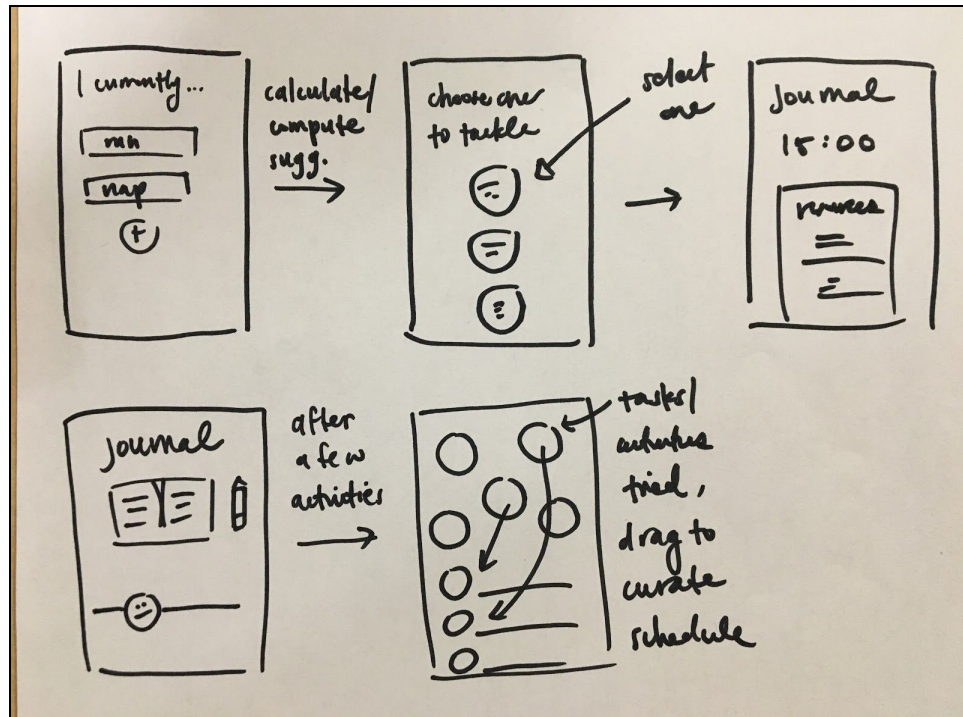 I currently...
run
nap
+
calculate/
compute
sugg.
choose one
to tackle
select
one
journal
15:00
resources
journal
after
a few
activities
tasks/
activities
tried,
drag to
curate
schedule